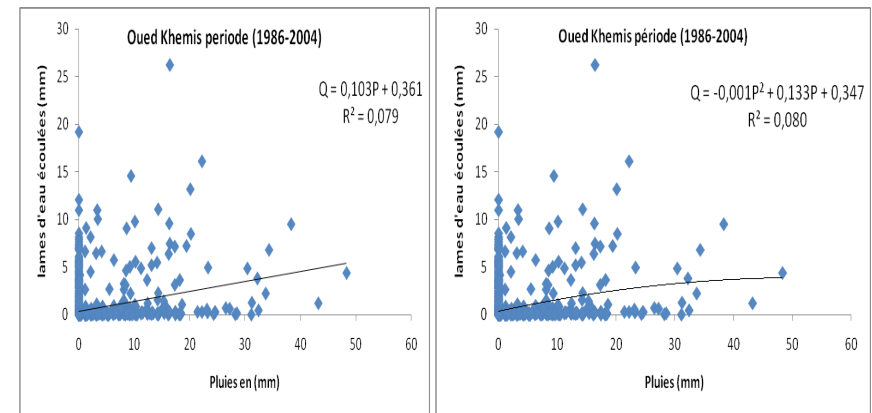 Oued Khemis periode (1986-2004)
Q = 0,103P + 0,361
R² = 0,079
lames d'eau écoulées (mm)
30
25
20
15
10
5
0
0 10 20 30 40 50 60
Pluies en (mm)
Oued Khemis période (1986-2004)
Q = -0,001P² + 0,133P + 0,347
R² = 0,080
lames d'eau écoulées (mm)
30
25
20
15
10
5
0
0 10 20 30 40 50 60
Pluies (mm)